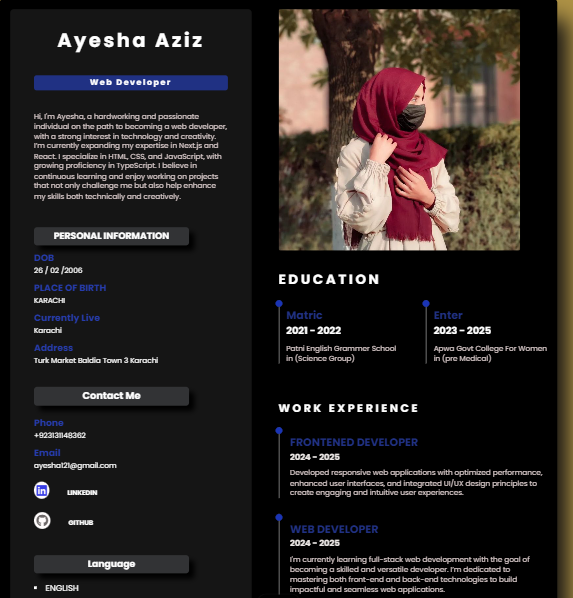 Ayesha Aziz
Web Developer
Hi, I'm Ayesha, a hardworking and passionate
individual on the path to becoming a web developer,
with a strong interest in technology and creativity.
I'm currently expanding my expertise in Next.js and
React. I specialize in HTML, CSS, and JavaScript, with
growing proficiency in TypeScript. I believe in
continuous learning and enjoy working on projects
that not only challenge me but also help enhance
my skills both technically and creatively.
PERSONAL INFORMATION
DOB
26 / 02 /2006
PLACE OF BIRTH
KARACHI
Currently Live
Karachi
Address
Turk Market Baldia Town 3 Karachi
Contact Me
Phone
+923131148362
Email
ayesha121@gmail.com
LINKEDIN
GITHUB
Language
ENGLISH
EDUCATION
Matric
2021 - 2022
Patni English Grammer School
in (Science Group)
Enter
2023 - 2025
Apwa Govt College For Women
in (pre Medical)
WORK EXPERIENCE
FRONTENED DEVELOPER
2024 - 2025
Developed responsive web applications with optimized performance,
enhanced user interfaces, and integrated UI/UX design principles to
create engaging and intuitive user experiences.
WEB DEVELOPER
2024 - 2025
I'm currently learning full-stack web development with the goal of
becoming a skilled and versatile developer. I'm dedicated to
mastering both front-end and back-end technologies to build
impactful and seamless web applications.